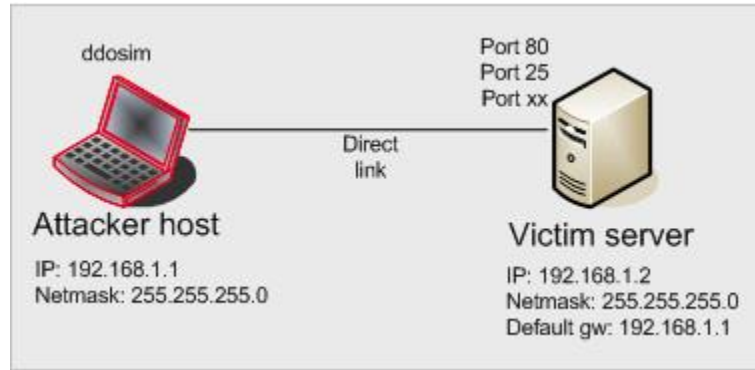 ddosim
Port 80
Port 25
Port xx
Direct
link
Attacker host
IP: 192.168.1.1
Netmask: 255.255.255.0
Victim server
IP: 192.168.1.2
Netmask: 255.255.255.0
Default gw: 192.168.1.1